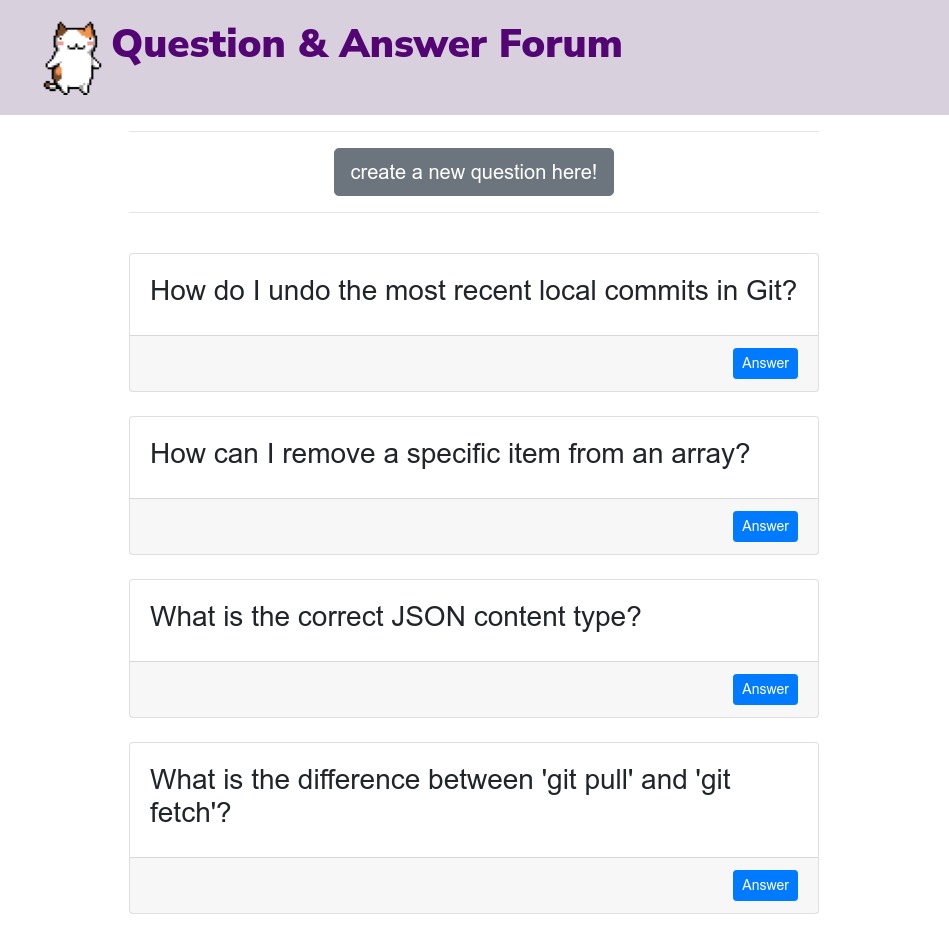 Question & Answer Forum
create a new question here!
How do I undo the most recent local commits in Git?
Answer
How can I remove a specific item from an array?
Answer
What is the correct JSON content type?
Answer
What is the difference between 'git pull' and 'git
fetch'?
Answer